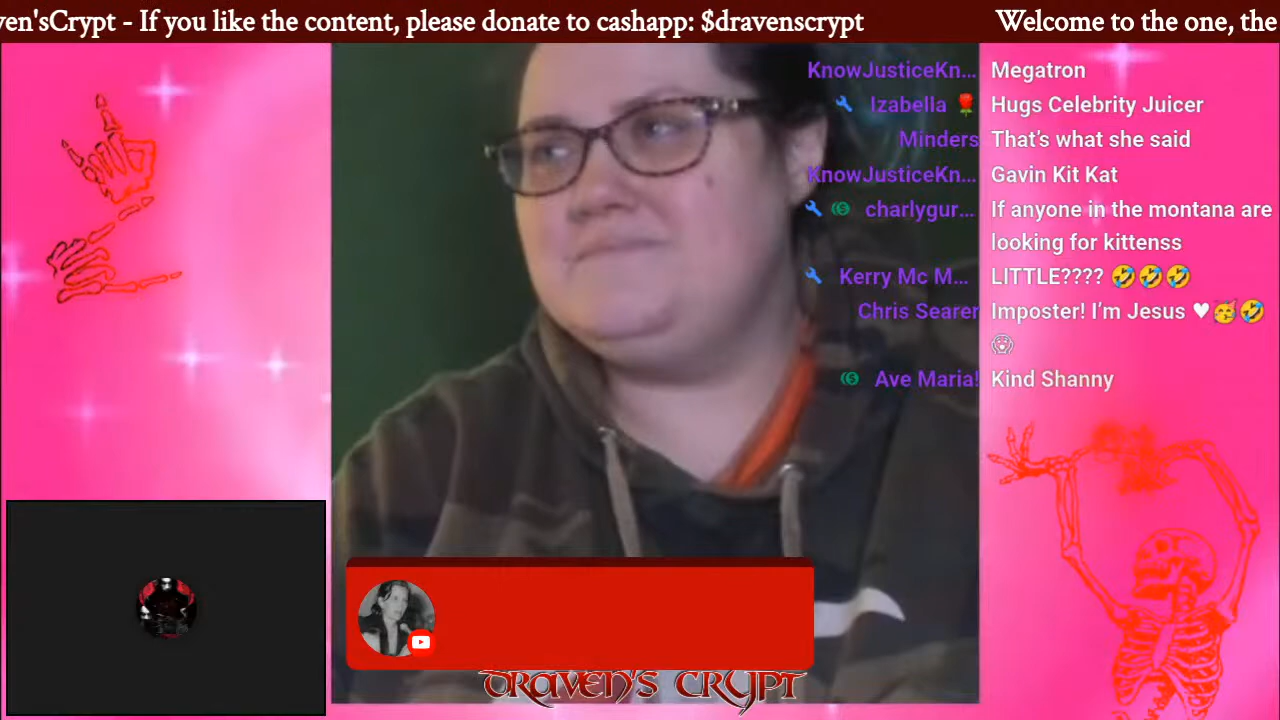 ven'sCrypt - If you like the content, please donate to cashapp: $dravenscrypt
Welcome to the one, the
KnowJusticeKn... Megatron
Izabella 🌹 Hugs Celebrity Juicer
Minders That’s what she said
KnowJusticeKn... Gavin Kit Kat
charlygur... If anyone in the montana are
looking for kittenss
Kerry Mc M... LITTLE???? 🤣🤣🤣
Chris Searer Imposter! I’m Jesus ♥🥳🤣
😱
Ave Maria! Kind Shanny
DRAVEN'S CRYPT